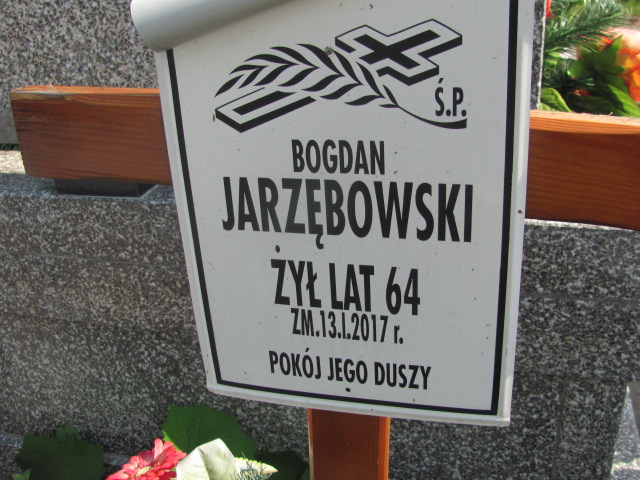 Ś.P.
BOGDAN
JARZĘBOWSKI
ŻYŁ LAT 64
ZM.13.I.2017 r.
POKÓJ JEGO DUSZY